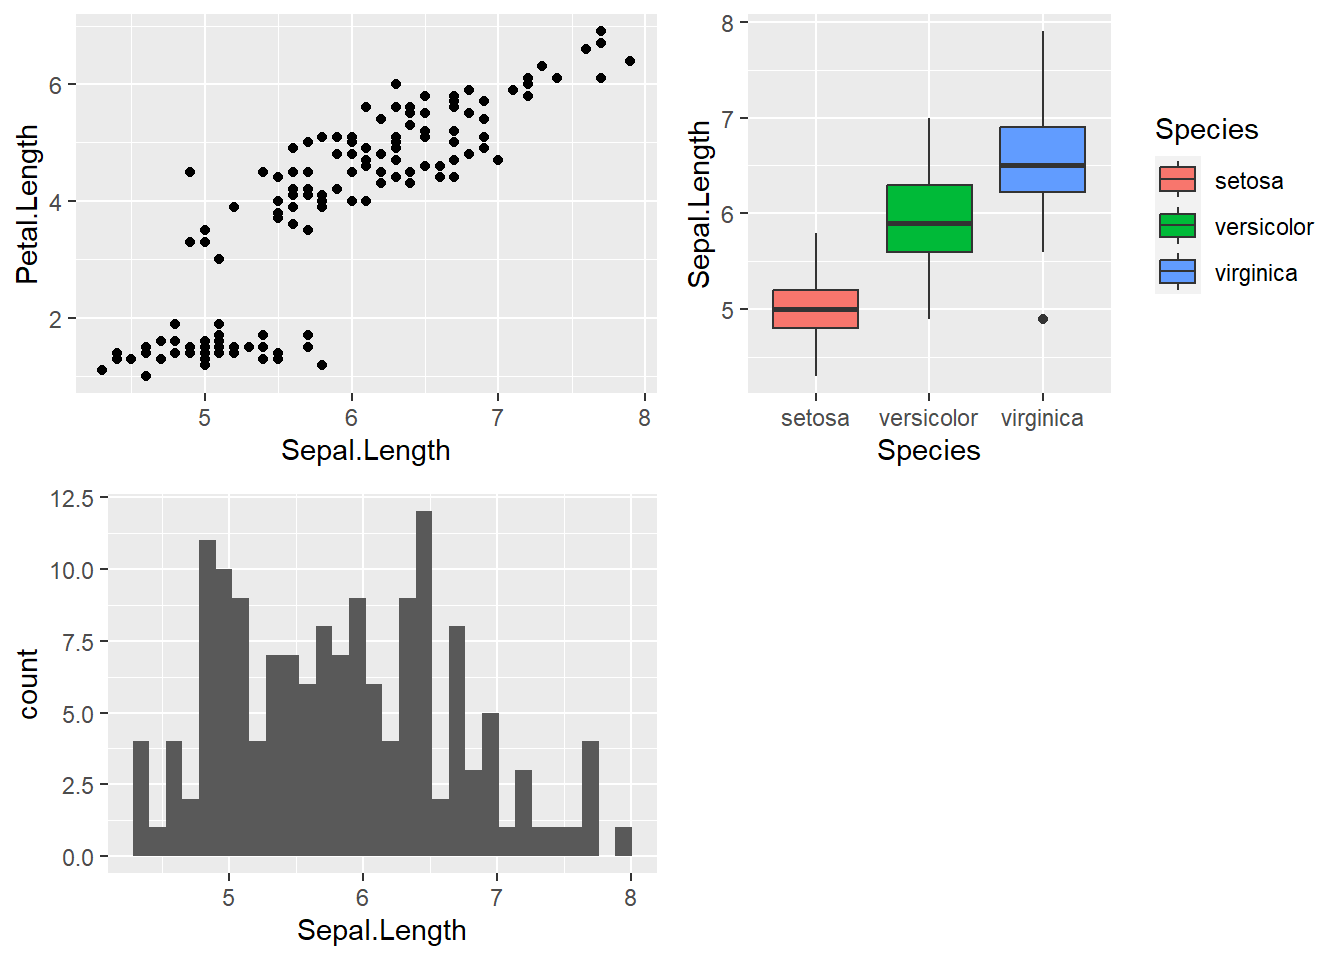 Petal.Length
6
4
2
5 6 7 8
Sepal.Length
Sepal.Length
8
7
6
5
setosa versicolor virginica
Species
Species
setosa
versicolor
virginica
count
12.5
10.0
7.5
5.0
2.5
0.0
5 6 7 8
Sepal.Length